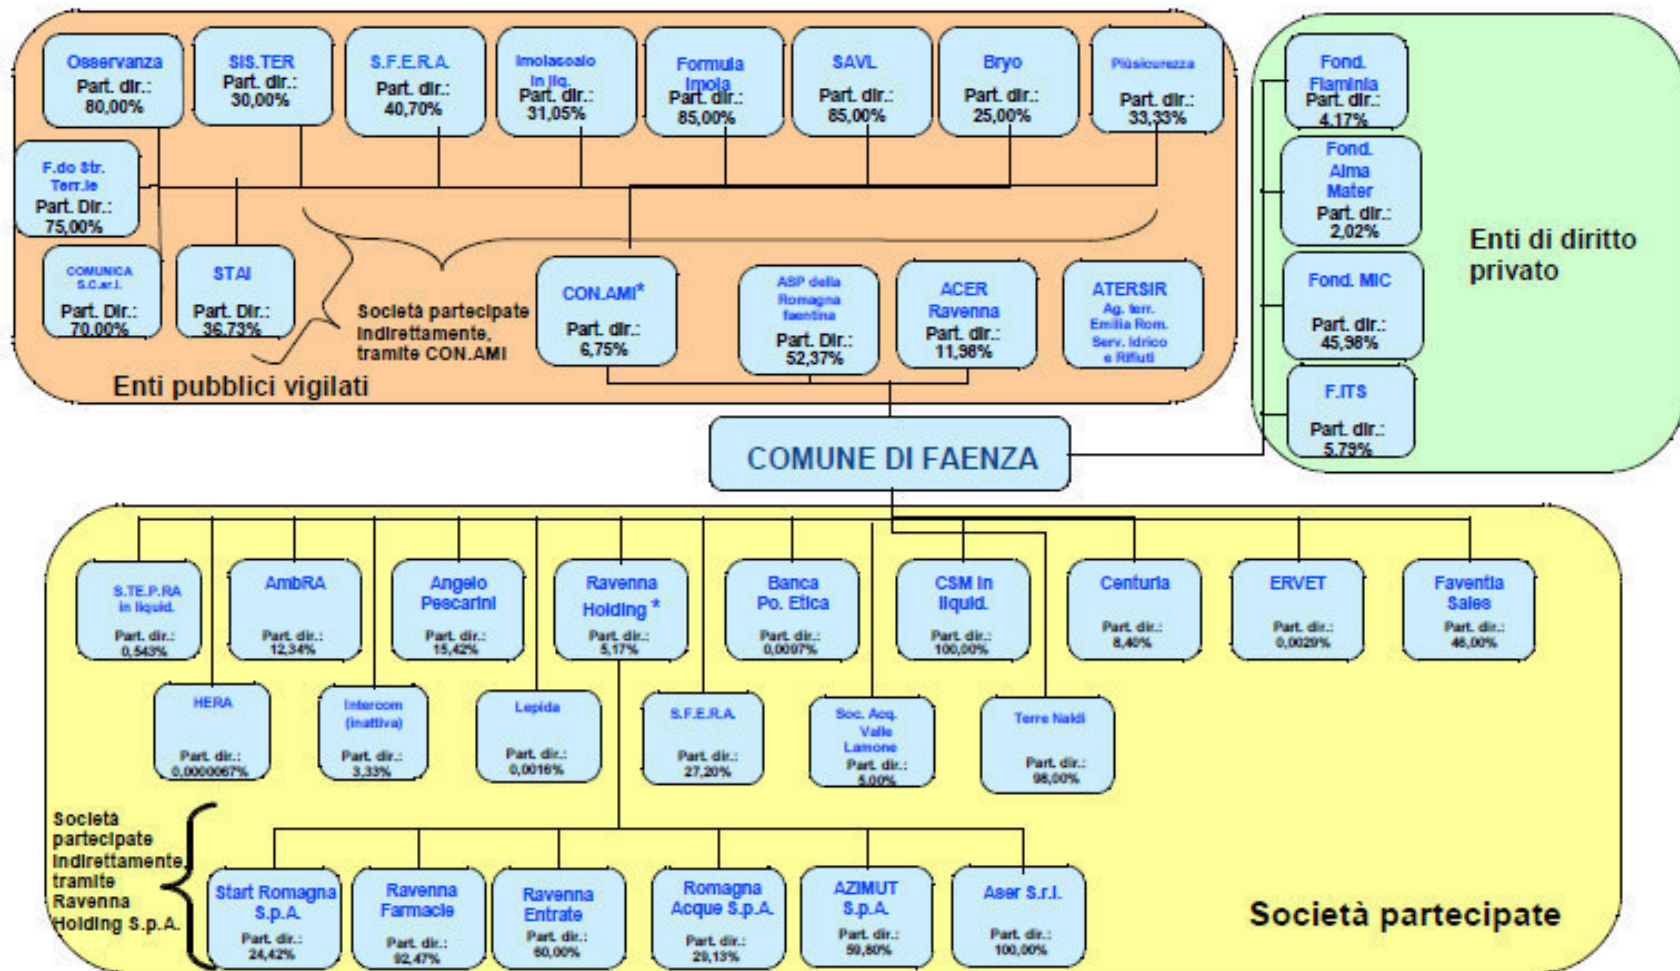 Osservanza
Part. dir.:
80,00%
SIS.TER
Part. dir.:
30,00%
S.F.E.R.A.
Part. dir.:
40,70%
Imolascalo
in liq.
Part. dir.:
31,05%
Formula
Imola
Part. dir.:
85,00%
SAVL
Part. dir.:
85,00%
Bryo
Part. dir.:
25,00%
Piùsicurezza
Part. dir.:
33,33%
F.do Str.
Terr.le
Part. Dir.:
75,00%
COMUNICA
S.C.ar.l.
Part. Dir.:
70,00%
STAI
Part. Dir.:
36,73%
Società partecipate
indirettamente,
tramite CON.AMI
CON.AMI*
Part. dir.:
6,75%
ASP della
Romagna
faentina
Part. Dir.:
52,37%
ACER
Ravenna
Part. dir.:
11,98%
ATERSIR
Ag. terr.
Emilia Rom.
Serv. Idrico
e Rifiuti
Enti pubblici vigilati
Fond.
Flaminia
Part. dir.:
4,17%
Fond.
Alma
Mater
Part. dir.:
2,02%
Fond. MIC
Part. dir.:
45,98%
F.ITS
Part. dir.:
5,79%
Enti di diritto
privato
COMUNE DI FAENZA
S.TE.P.RA
in liquid.
Part. dir.:
0,543%
AmbRA
Part. dir.:
12,34%
Angelo
Pescarini
Part. dir.:
15,42%
Ravenna
Holding *
Part. dir.:
5,17%
Banca
Po. Etica
Part. dir.:
0,0097%
CSM in
liquid.
Part. dir.:
100,00%
Centuria
Part. dir.:
8,40%
ERVET
Part. dir.:
0,0029%
Faventia
Sales
Part. dir.:
46,00%
HERA
Part. dir.:
0,0000067%
Intercom
(inattiva)
Part. dir.:
3,33%
Lepida
Part. dir.:
0,0016%
S.F.E.R.A.
Part. dir.:
27,20%
Soc. Acq.
Valle
Lamone
Part. dir.:
5,00%
Terre Naldi
Part. dir.:
98,00%
Società
partecipate
indirettamente,
tramite
Ravenna
Holding S.p.A.
Start Romagna
S.p.A.
Part. dir.:
24,42%
Ravenna
Farmacie
Part. dir.:
92,47%
Ravenna
Entrate
Part. dir.:
60,00%
Romagna
Acque S.p.A.
Part. dir.:
29,13%
AZIMUT
S.p.A.
Part. dir.:
59,80%
Aser S.r.l.
Part. dir.:
100,00%
Società partecipate